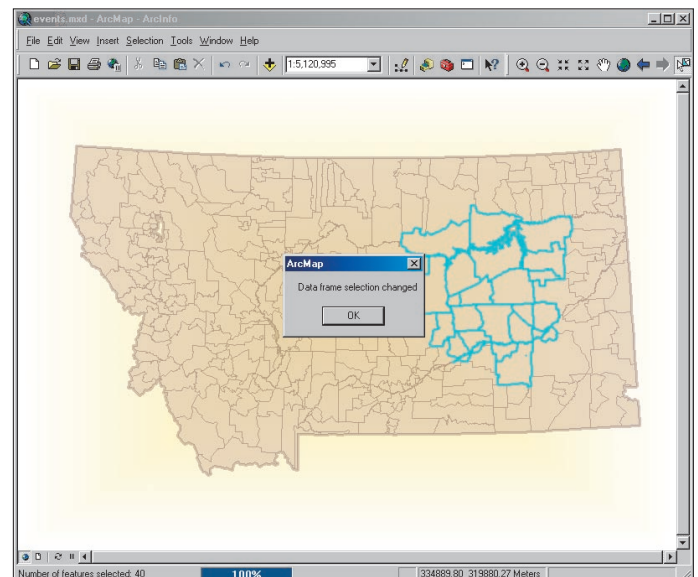 events.mxd - ArcMap - ArcInfo
File Edit View Insert Selection Tools Window Help
1:5,120,995
ArcMap
Data frame selection changed
OK
Number of features selected: 40
100%
334889.80 319880.27 Meters